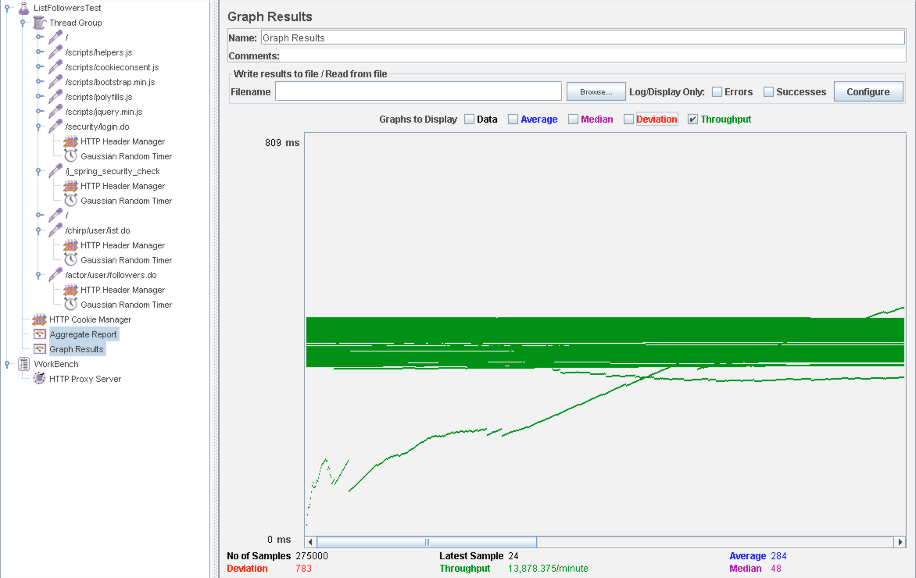 ListFollowersTest
Thread Group
/
/scripts/helpers.js
/scripts/cookieconsent.js
/scripts/bootstrap.min.js
/scripts/polyfills.js
/scripts/jquery.min.js
/security/login.do
HTTP Header Manager
Gaussian Random Timer
/j_spring_security_check
HTTP Header Manager
Gaussian Random Timer
/
/chirp/user/list.do
HTTP Header Manager
Gaussian Random Timer
/actor/user/followers.do
HTTP Header Manager
Gaussian Random Timer
HTTP Cookie Manager
Aggregate Report
Graph Results
WorkBench
HTTP Proxy Server
Graph Results
Name: Graph Results
Comments:
Write results to file / Read from file
Filename Browse... Log/Display Only: Errors Successes Configure
Graphs to Display Data Average Median Deviation Throughput
809 ms
0 ms
No of Samples 275000 Latest Sample 24 Average 284
Deviation 783 Throughput 13,878.375/minute Median 48